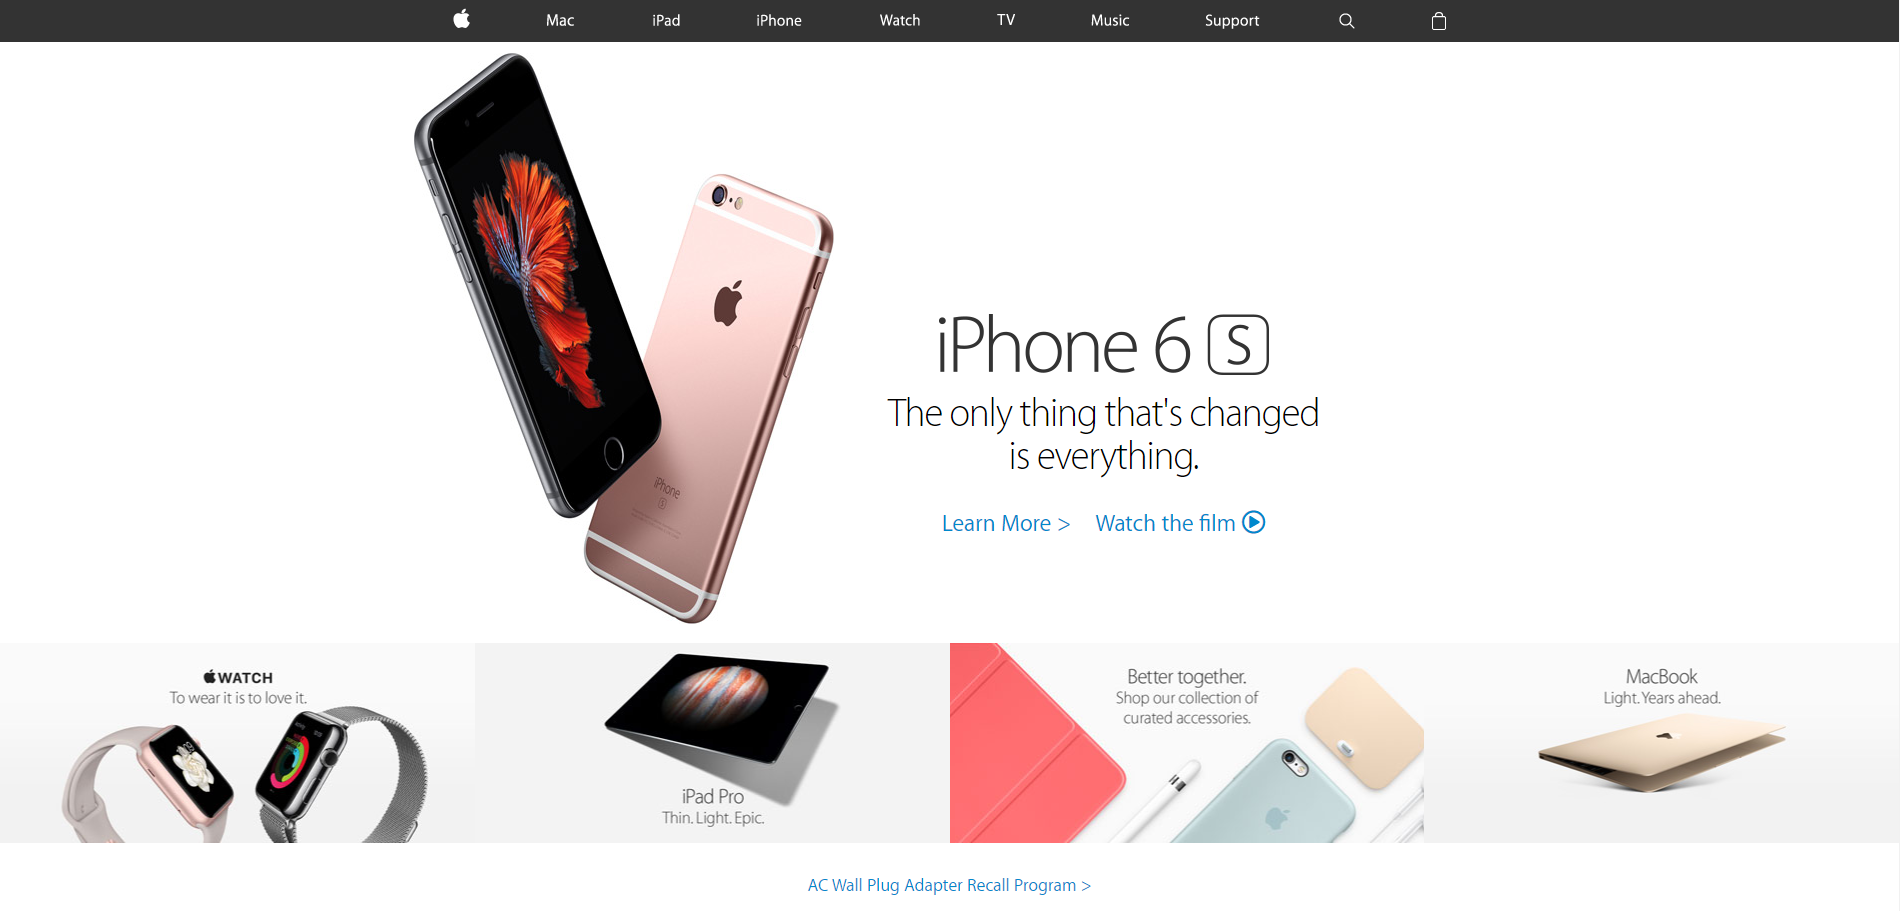 Mac
iPad
iPhone
Watch
TV
Music
Support
iPhone 6 S
The only thing that's changed
is everything.
Learn More >
Watch the film
iPhone
S
WATCH
To wear it is to love it.
iPad Pro
Thin. Light. Epic.
Better together.
Shop our collection of
curated accessories.
MacBook
Light. Years ahead.
AC Wall Plug Adapter Recall Program >